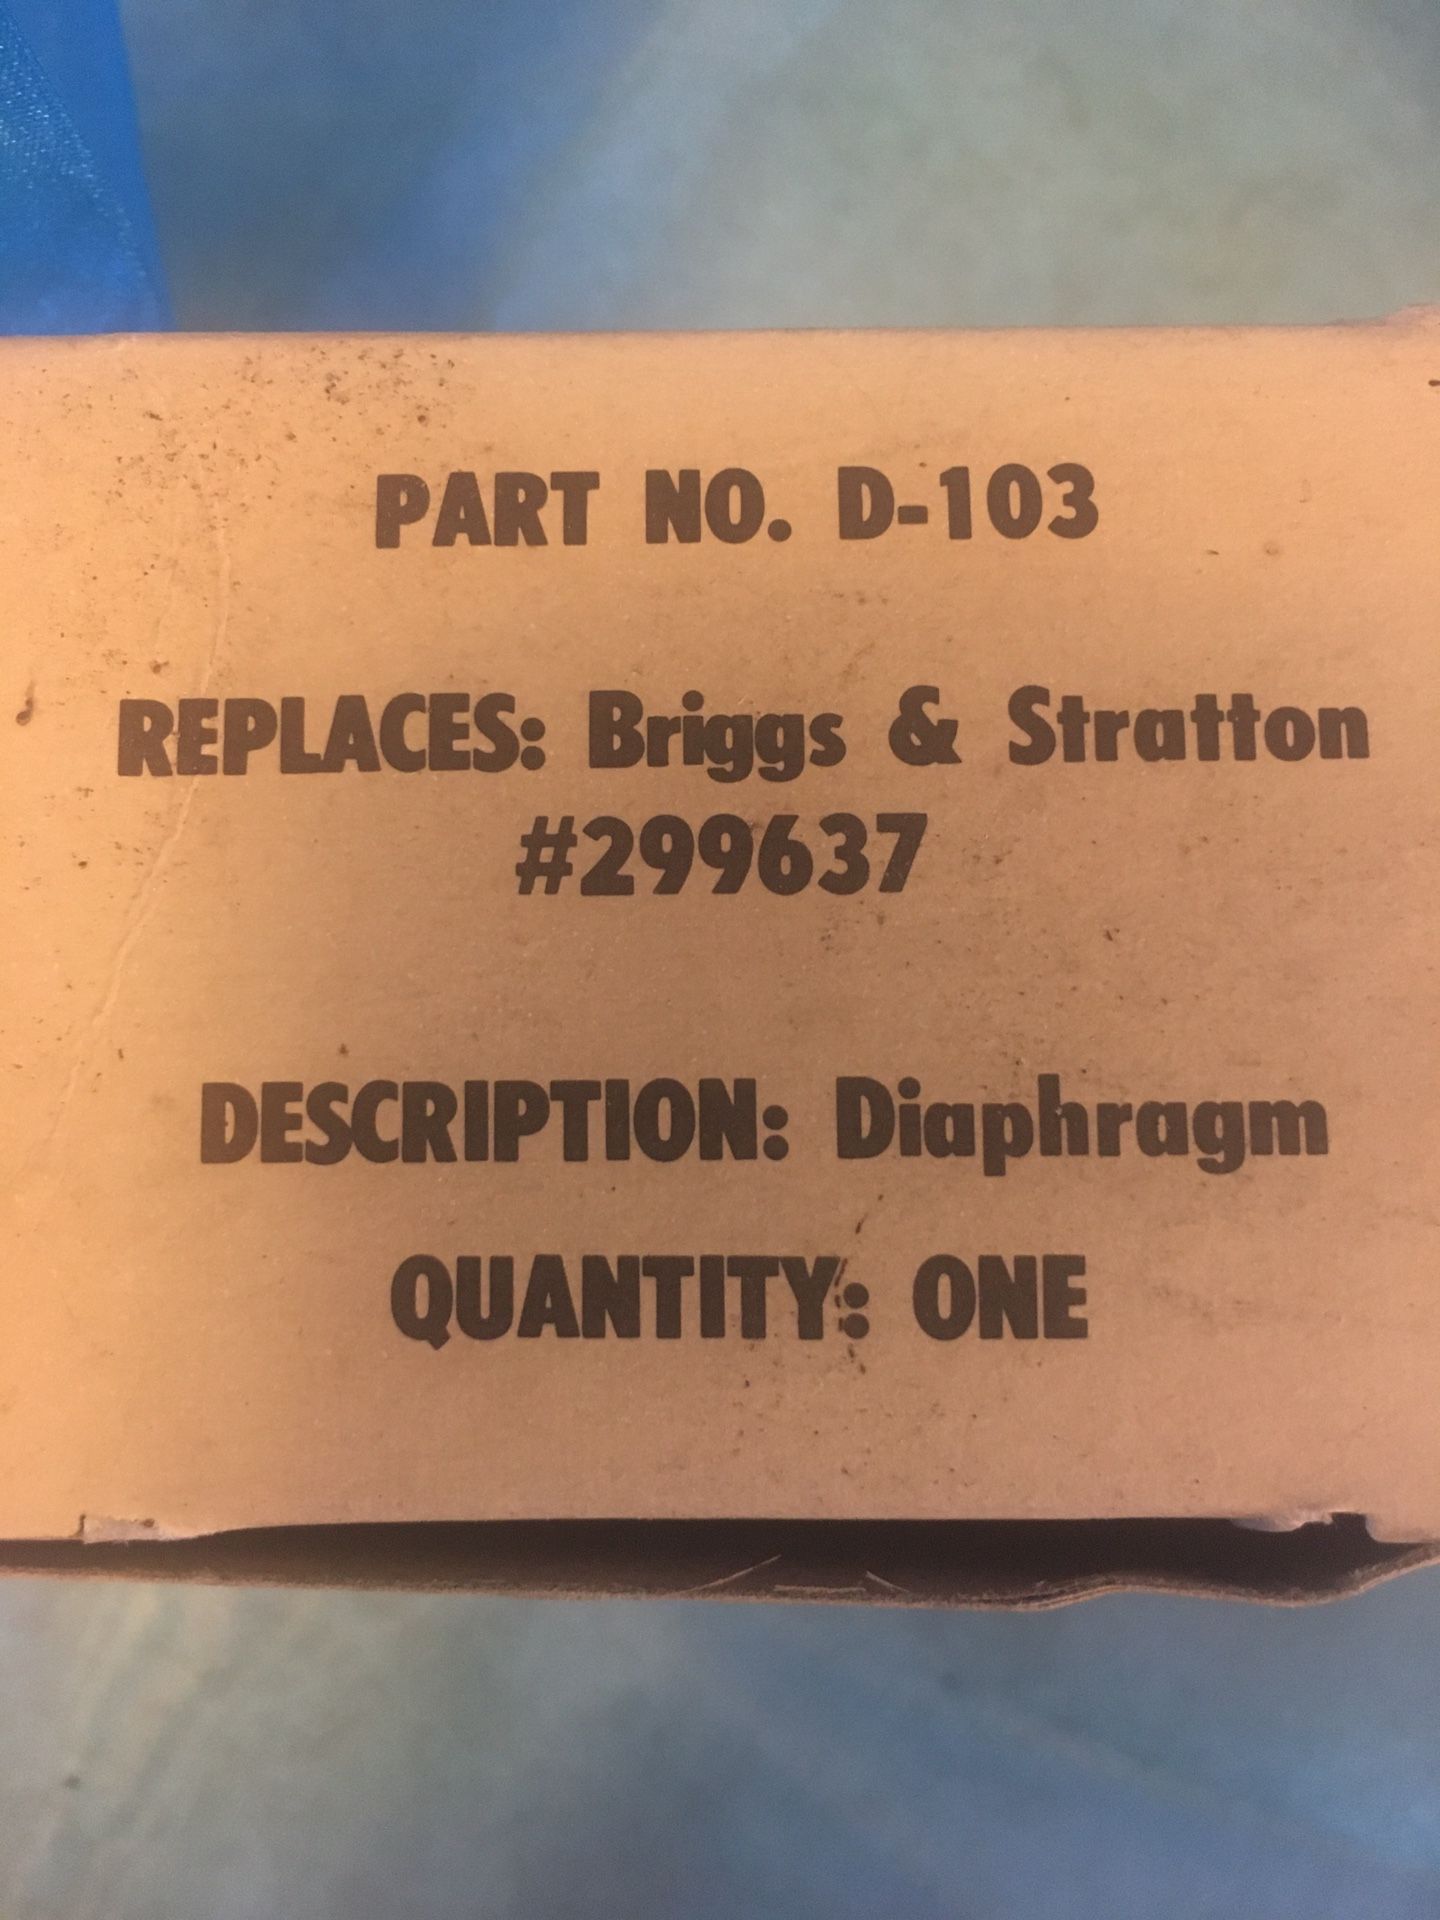 PART NO. D-103
REPLACES: Briggs & Stratton
#299637
DESCRIPTION: Diaphragm
QUANTITY: ONE